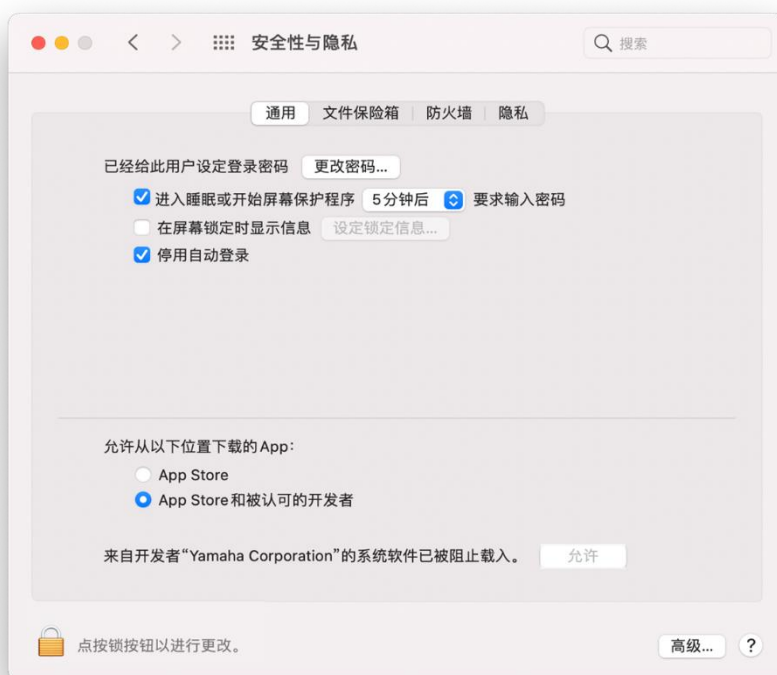 安全性与隐私
搜索
通用 文件保险箱 防火墙 隐私
已经给此用户设定登录密码 更改密码...
进入睡眠或开始屏幕保护程序 5分钟后 要求输入密码
在屏幕锁定时显示信息 设定锁定信息...
停用自动登录
允许从以下位置下载的App：
App Store
App Store和被认可的开发者
来自开发者“Yamaha Corporation”的系统软件已被阻止载入。 允许
点按锁按钮以进行更改。
高级... ?